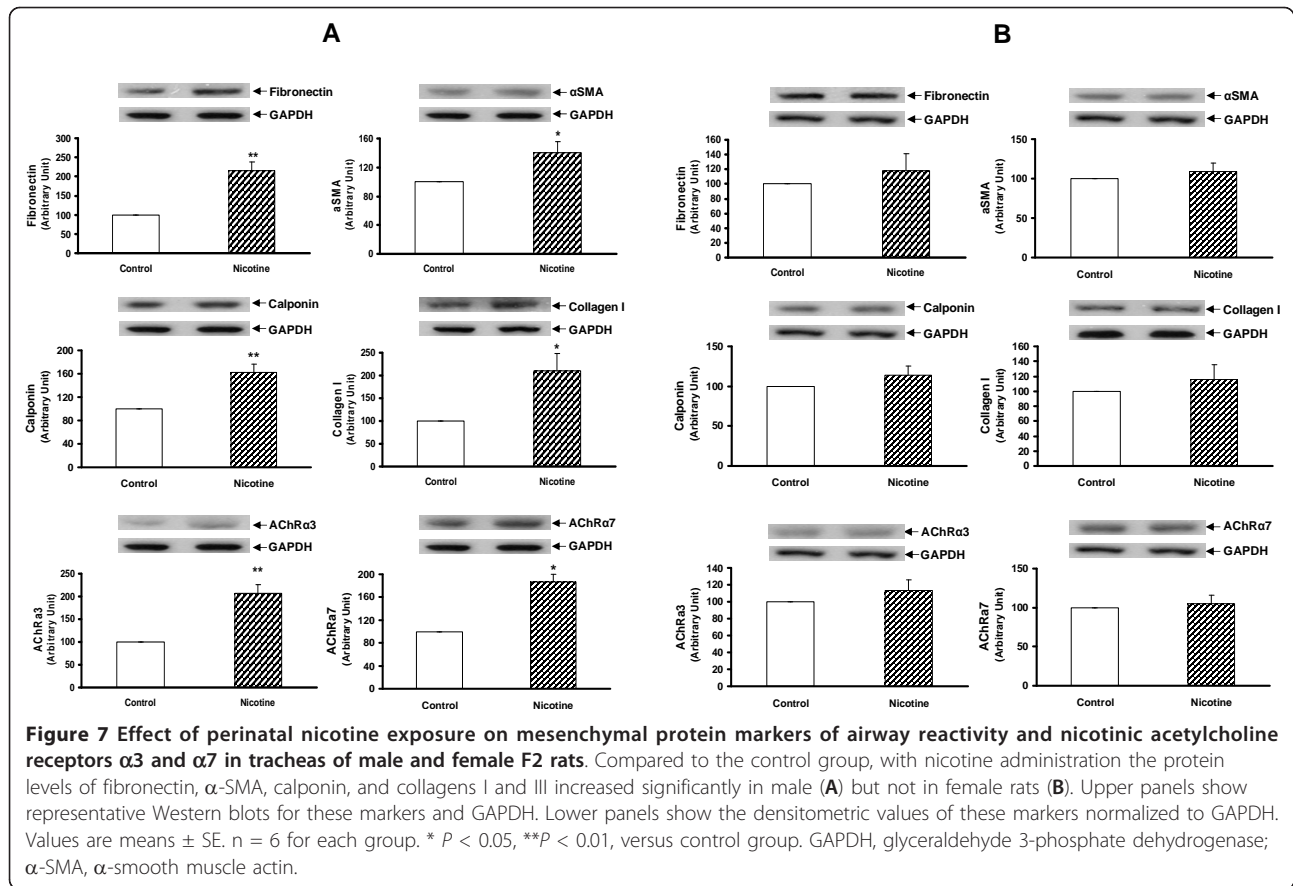 A
B
Fibronectin
GAPDH
Fibronectin
(Arbitrary Unit)
300
250
200
150
100
50
0
**
Control
Nicotine
αSMA
GAPDH
aSMA
(Arbitrary Unit)
160
120
80
40
0
*
Control
Nicotine
Fibronectin
GAPDH
Fibronectin
(Arbitrary Unit)
160
140
120
100
80
60
40
20
0
Control
Nicotine
αSMA
GAPDH
aSMA
(Arbitrary Unit)
150
100
50
0
Control
Nicotine
Calponin
GAPDH
Calponin
(Arbitrary Unit)
200
160
120
80
40
0
**
Control
Nicotine
Collagen I
GAPDH
Collagen I
(Arbitrary Unit)
250
200
150
100
50
0
*
Control
Nicotine
Calponin
GAPDH
Calponin
(Arbitrary Unit)
150
100
50
0
Control
Nicotine
Collagen I
GAPDH
Collagen I
(Arbitrary Unit)
160
140
120
100
80
60
40
20
0
Control
Nicotine
AChRα3
GAPDH
AChRa3
(Arbitrary Unit)
250
200
150
100
50
0
**
Control
Nicotine
AChRα7
GAPDH
AChRa7
(Arbitrary Unit)
200
160
120
80
40
0
*
Control
Nicotine
AChRα3
GAPDH
AChRa3
(Arbitrary Unit)
140
120
100
80
60
40
20
0
Control
Nicotine
AChRα7
GAPDH
AChRa7
(Arbitrary Unit)
150
100
50
0
Control
Nicotine
Figure 7 Effect of perinatal nicotine exposure on mesenchymal protein markers of airway reactivity and nicotinic acetylcholine
receptors α3 and α7 in tracheas of male and female F2 rats. Compared to the control group, with nicotine administration the protein
levels of fibronectin, α-SMA, calponin, and collagens I and III increased significantly in male (A) but not in female rats (B). Upper panels show
representative Western blots for these markers and GAPDH. Lower panels show the densitometric values of these markers normalized to GAPDH.
Values are means ± SE. n = 6 for each group. * P < 0.05, **P < 0.01, versus control group. GAPDH, glyceraldehyde 3-phosphate dehydrogenase;
α-SMA, α-smooth muscle actin.